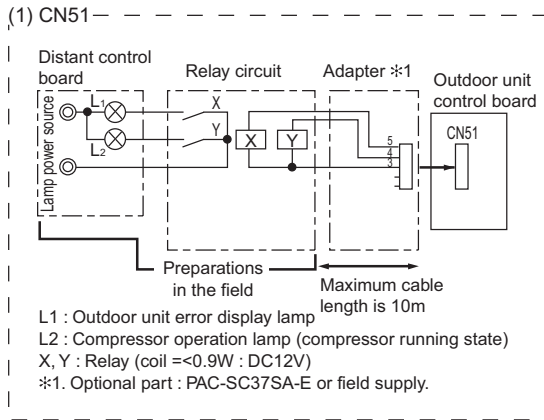 (1) CN51
Distant control
board
Relay circuit
Adapter ✻1
Outdoor unit
control board
Lamp power source
L1
L2
X
Y
X
Y
5
4
3
CN51
Preparations
in the field
Maximum cable
length is 10m
L1 : Outdoor unit error display lamp
L2 : Compressor operation lamp (compressor running state)
X, Y : Relay (coil =<0.9W : DC12V)
✻1. Optional part : PAC-SC37SA-E or field supply.